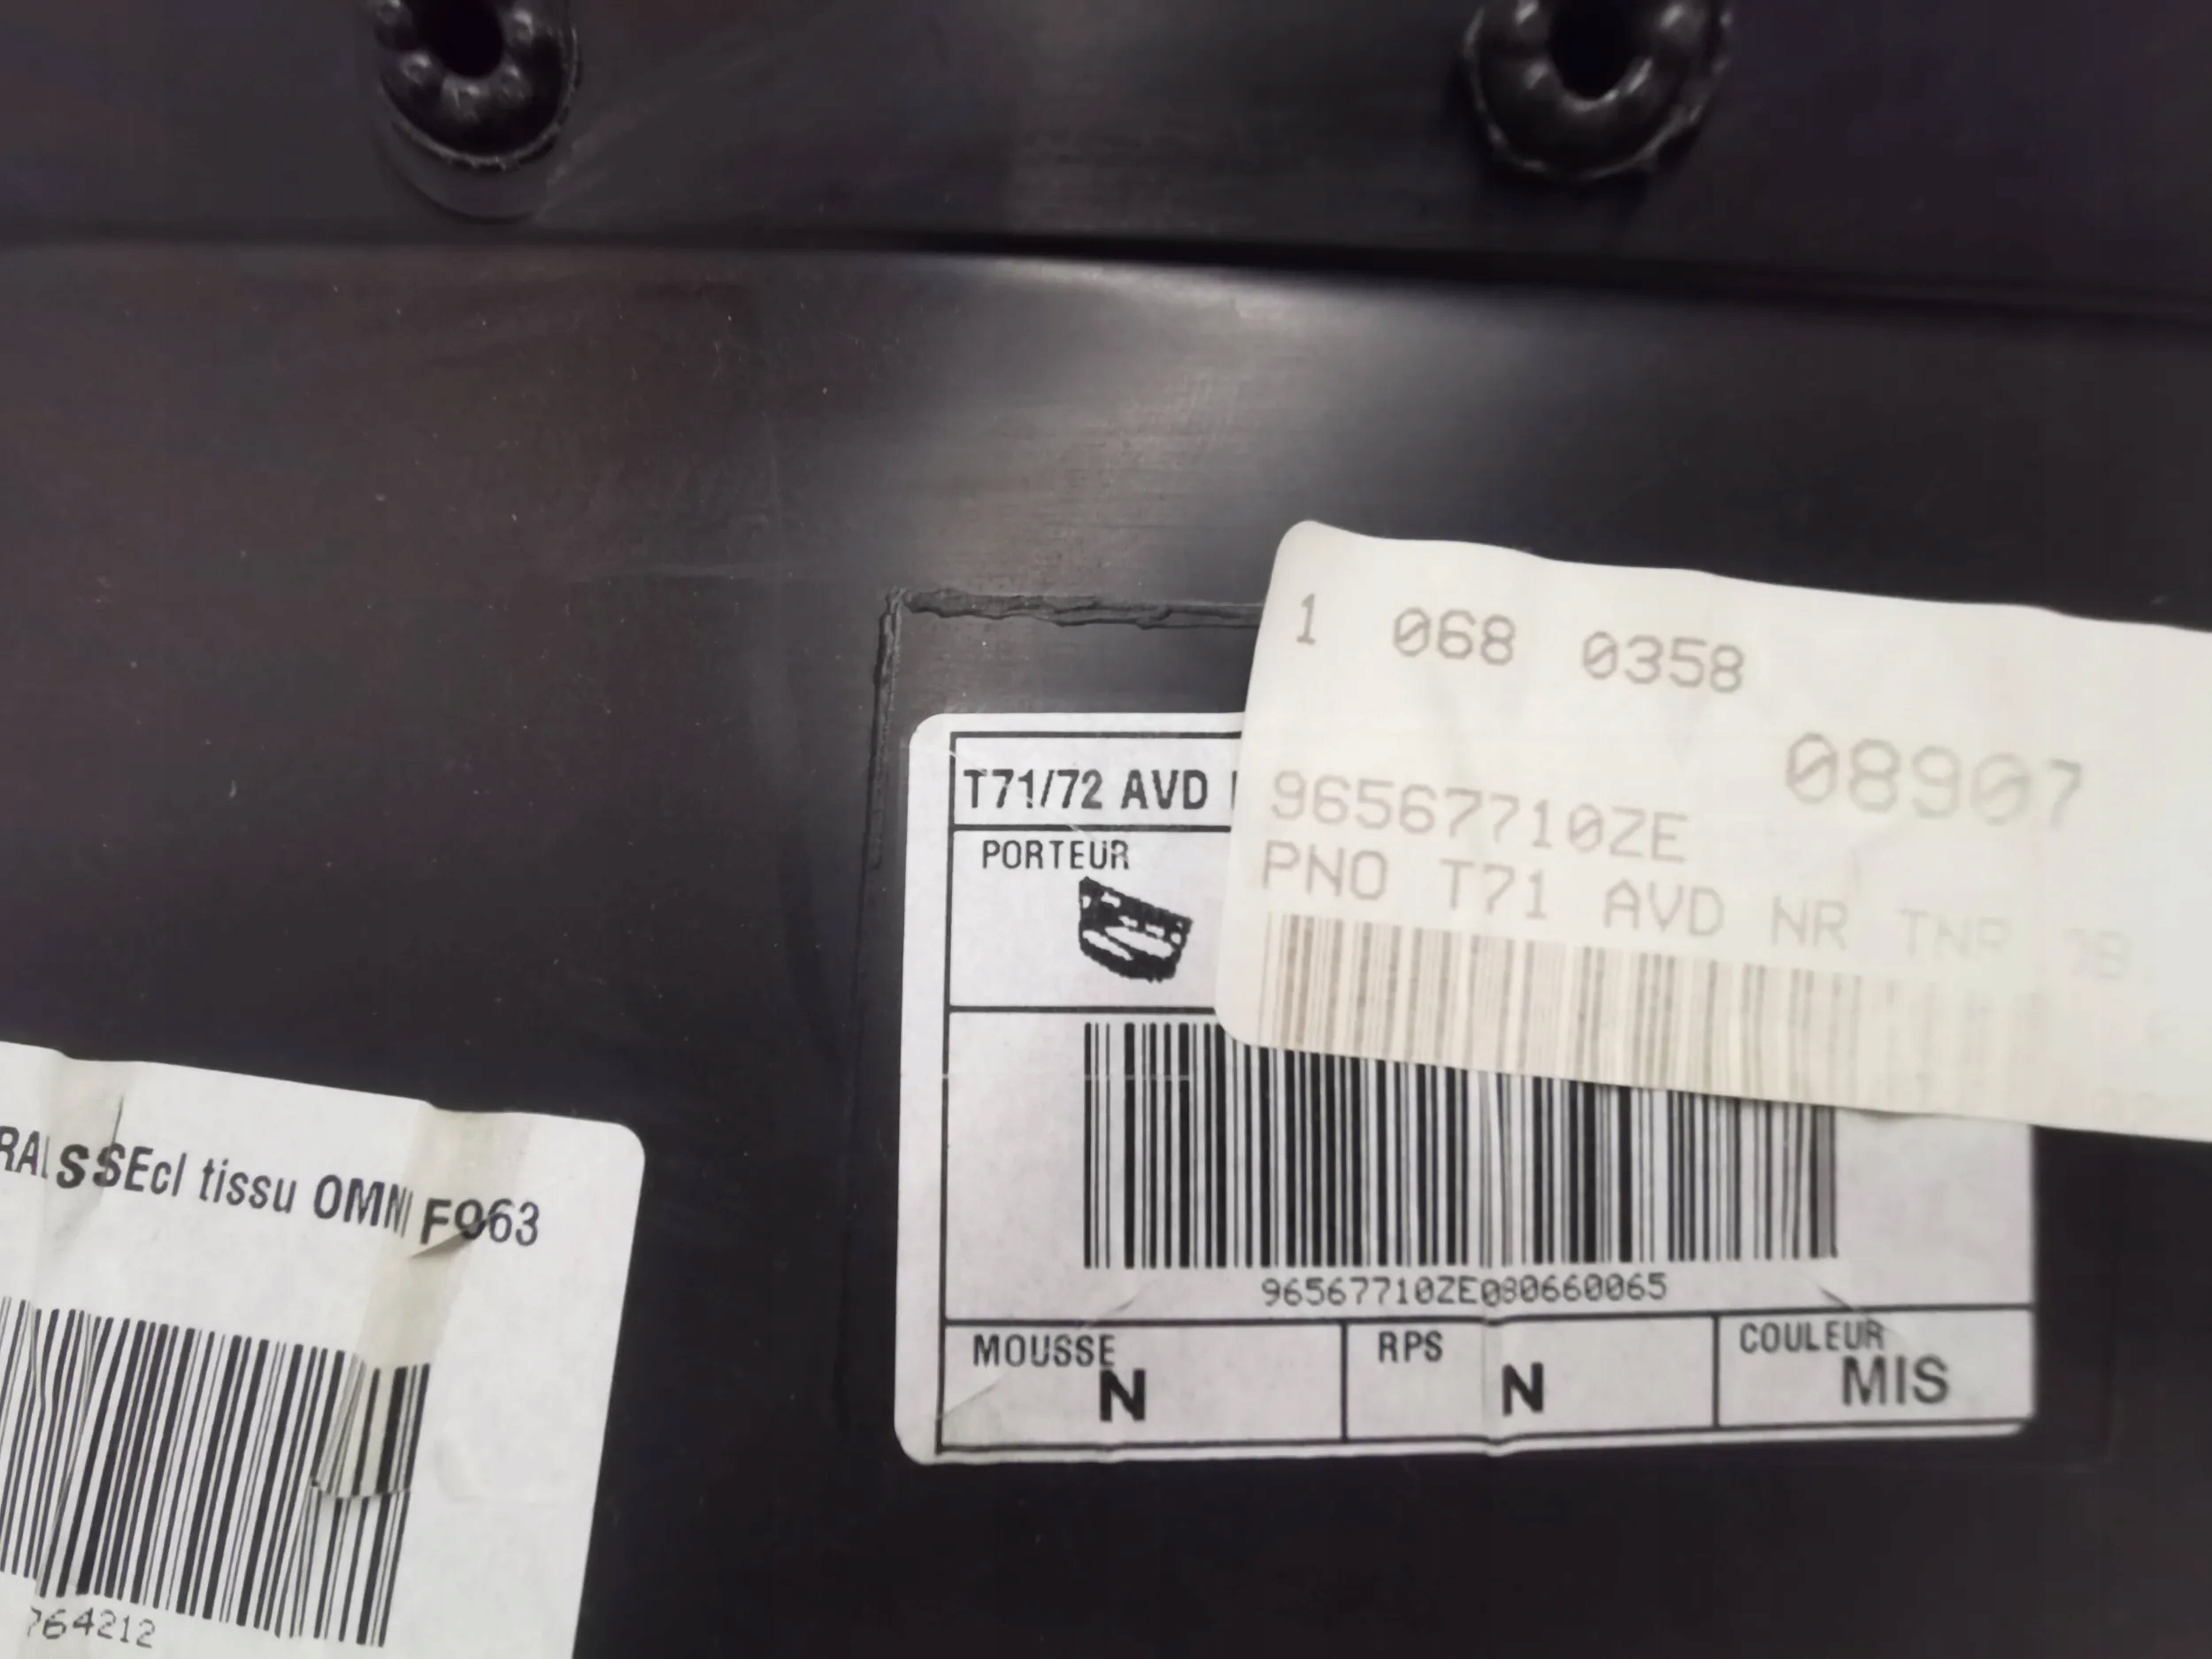 1 068 0358
08907
96567710ZE
PNO T71 AVD NR TNR
T71/72 AVD
PORTEUR
96567710ZE080660065
MOUSSE
N
RPS
N
COULEUR
MIS
SSEcl tissu OMNI F963
764212